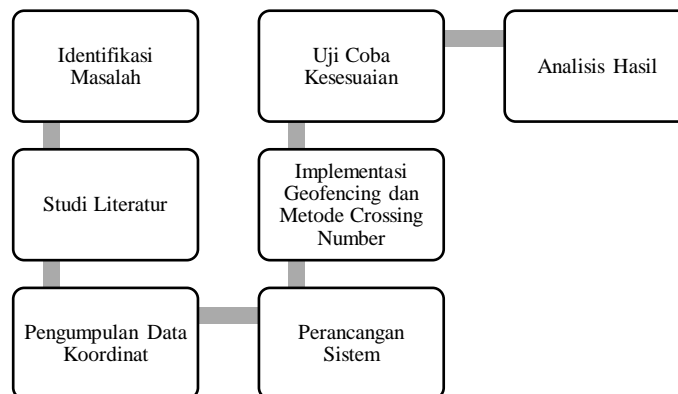 Identifikasi
Masalah
Studi Literatur
Pengumpulan Data
Koordinat
Perancangan
Sistem
Implementasi
Geofencing dan
Metode Crossing
Number
Uji Coba
Kesesuaian
Analisis Hasil